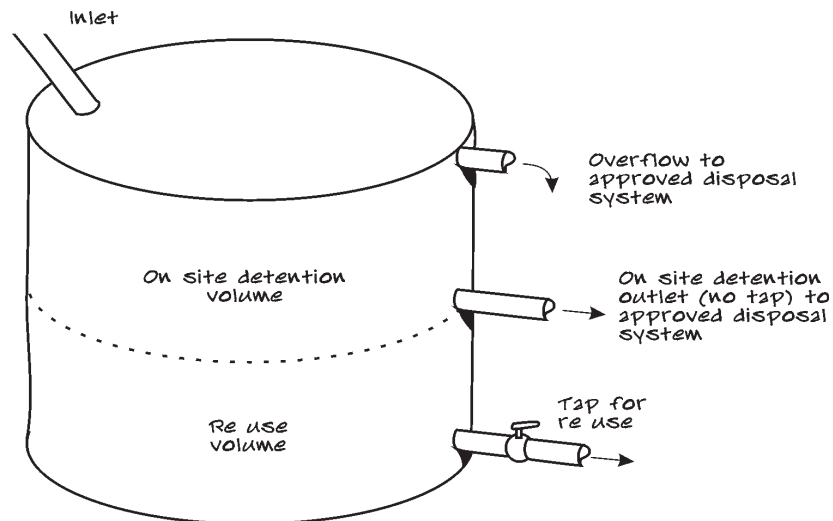 Inlet
Overflow to
approved disposal
system
On site detention
volume
On site detention
outlet (no tap) to
approved disposal
system
Tap for
re use
Re use
volume